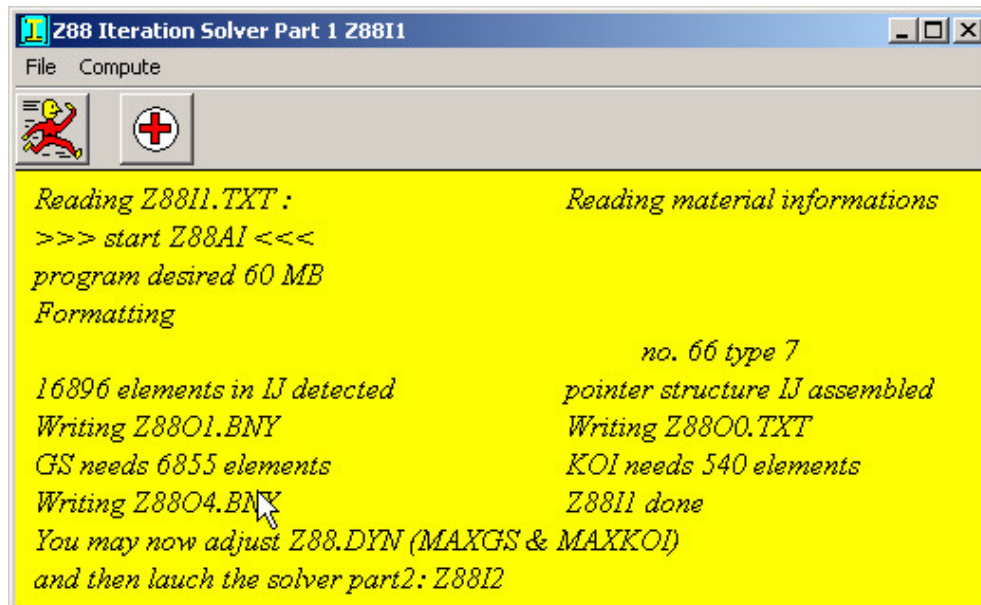 Z88 Iteration Solver Part 1 Z88I1
File Compute
Reading Z88I1.TXT : Reading material informations
>>> start Z88AI <<<
program desired 60 MB
Formatting
no. 66 type 7
16896 elements in IJ detected pointer structure IJ assembled
Writing Z88O1.BNY Writing Z88O0.TXT
GS needs 6855 elements KOI needs 540 elements
Writing Z88O4.BNY Z88I1 done
You may now adjust Z88.DYN (MAXGS & MAXKOI)
and then lauch the solver part2: Z88I2